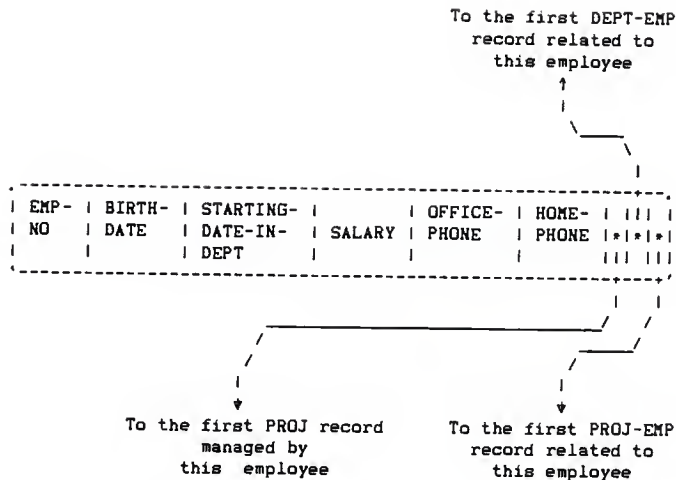 To the first DEPT-EMP
record related to
this employee
EMP- | BIRTH- | STARTING- | | OFFICE- | HOME-
NO | DATE | DATE-IN- | SALARY | PHONE | PHONE |*|*|*|
DEPT
To the first PROJ record
managed by
this employee
To the first PROJ-EMP
record related to
this employee